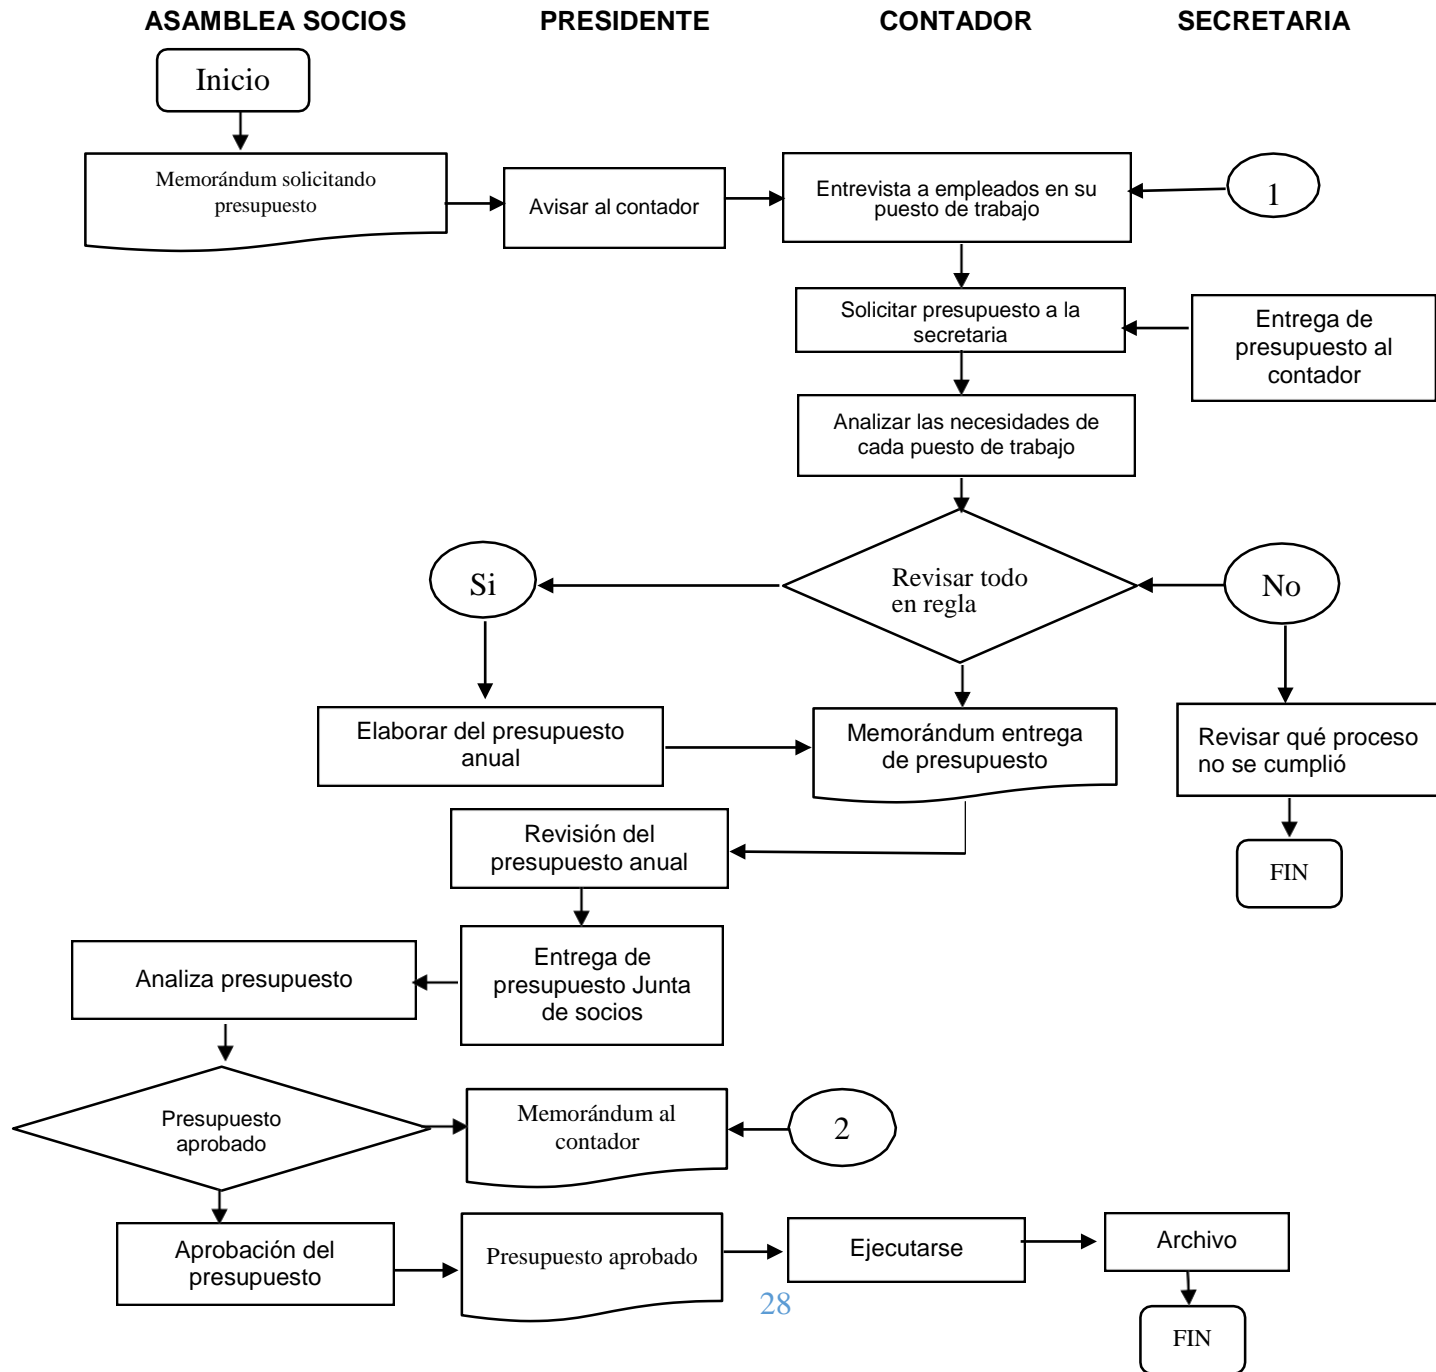 ASAMBLEA SOCIOS
PRESIDENTE
CONTADOR
SECRETARIA
Inicio
Memorándum solicitando
presupuesto
Avisar al contador
Entrevista a empleados en su
puesto de trabajo
1
Solicitar presupuesto a la
secretaria
Entrega de
presupuesto al
contador
Analizar las necesidades de
cada puesto de trabajo
Si
Revisar todo
en regla
No
Elaborar del presupuesto
anual
Memorándum entrega
de presupuesto
Revisar qué proceso
no se cumplió
Revisión del
presupuesto anual
FIN
Analiza presupuesto
Entrega de
presupuesto Junta
de socios
Presupuesto
aprobado
Memorándum al
contador
2
Aprobación del
presupuesto
Presupuesto aprobado
Ejecutarse
Archivo
28
FIN